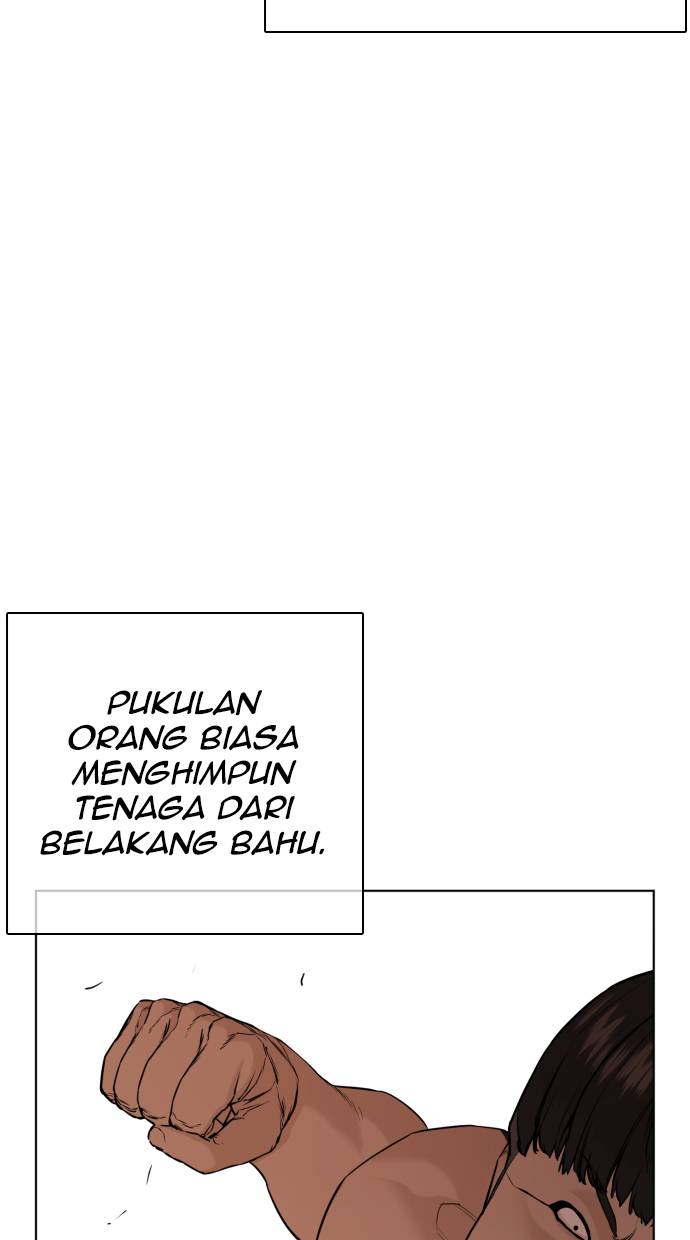 PUKULAN
ORANG BIASA
MENGHIMPUN
TENAGA DARI
BELAKANG BAHU.